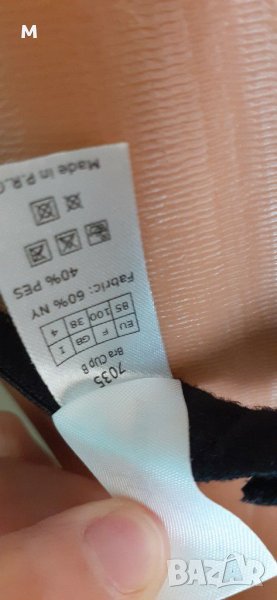 M
7035
Bra Cup B
EU F GB I
85 100 38 4
Fabric: 60% NY
40% PES
Made in P.R.C
BAZAR